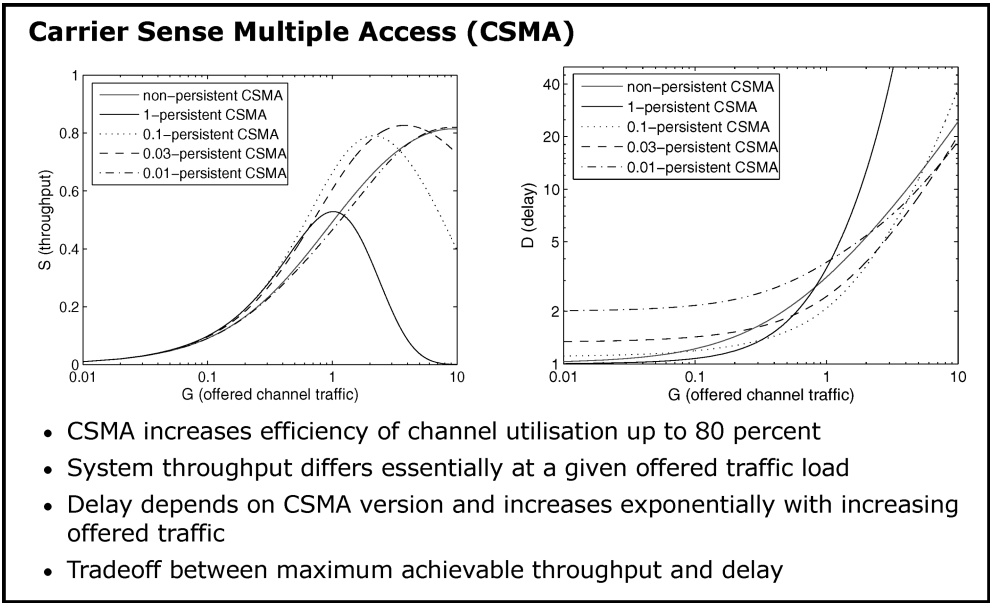 Carrier Sense Multiple Access (CSMA)
1
0.8
0.6
0.4
0.2
0
S (throughput)
non−persistent CSMA
1−persistent CSMA
0.1−persistent CSMA
0.03−persistent CSMA
0.01−persistent CSMA
0.01 0.1 1 10
G (offered channel traffic)
40
20
10
5
2
1
D (delay)
non−persistent CSMA
1−persistent CSMA
0.1−persistent CSMA
0.03−persistent CSMA
0.01−persistent CSMA
0.01 0.1 1 10
G (offered channel traffic)
• CSMA increases efficiency of channel utilisation up to 80 percent
• System throughput differs essentially at a given offered traffic load
• Delay depends on CSMA version and increases exponentially with increasing
offered traffic
• Tradeoff between maximum achievable throughput and delay